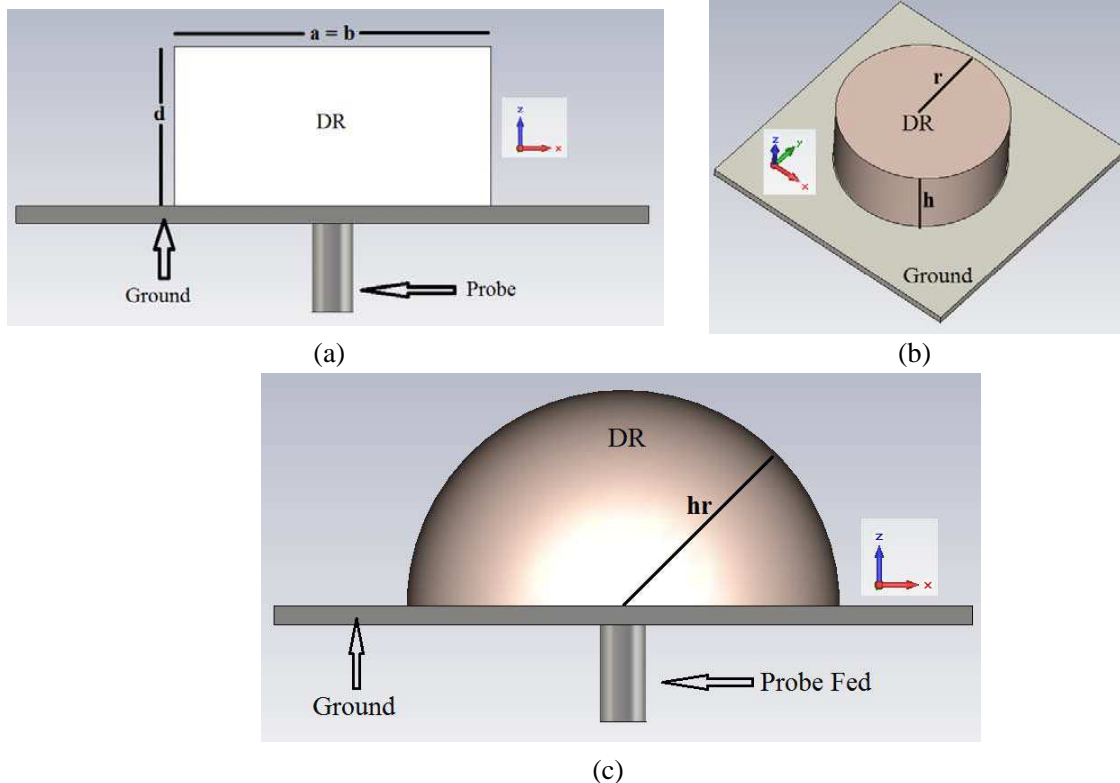 a = b
d
DR
z
x
Ground
Probe
(a)
r
DR
z
y
x
h
Ground
(b)
DR
hr
z
x
Probe Fed
Ground
(c)